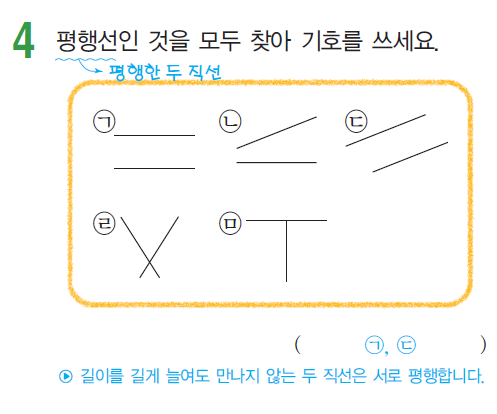 4 평행선인 것을 모두 찾아 기호를 쓰세요.
평행한 두 직선
㉠ ㉡ ㉢
㉣ ㉤
( ㉠, ㉢ )
길이를 길게 늘여도 만나지 않는 두 직선은 서로 평행합니다.